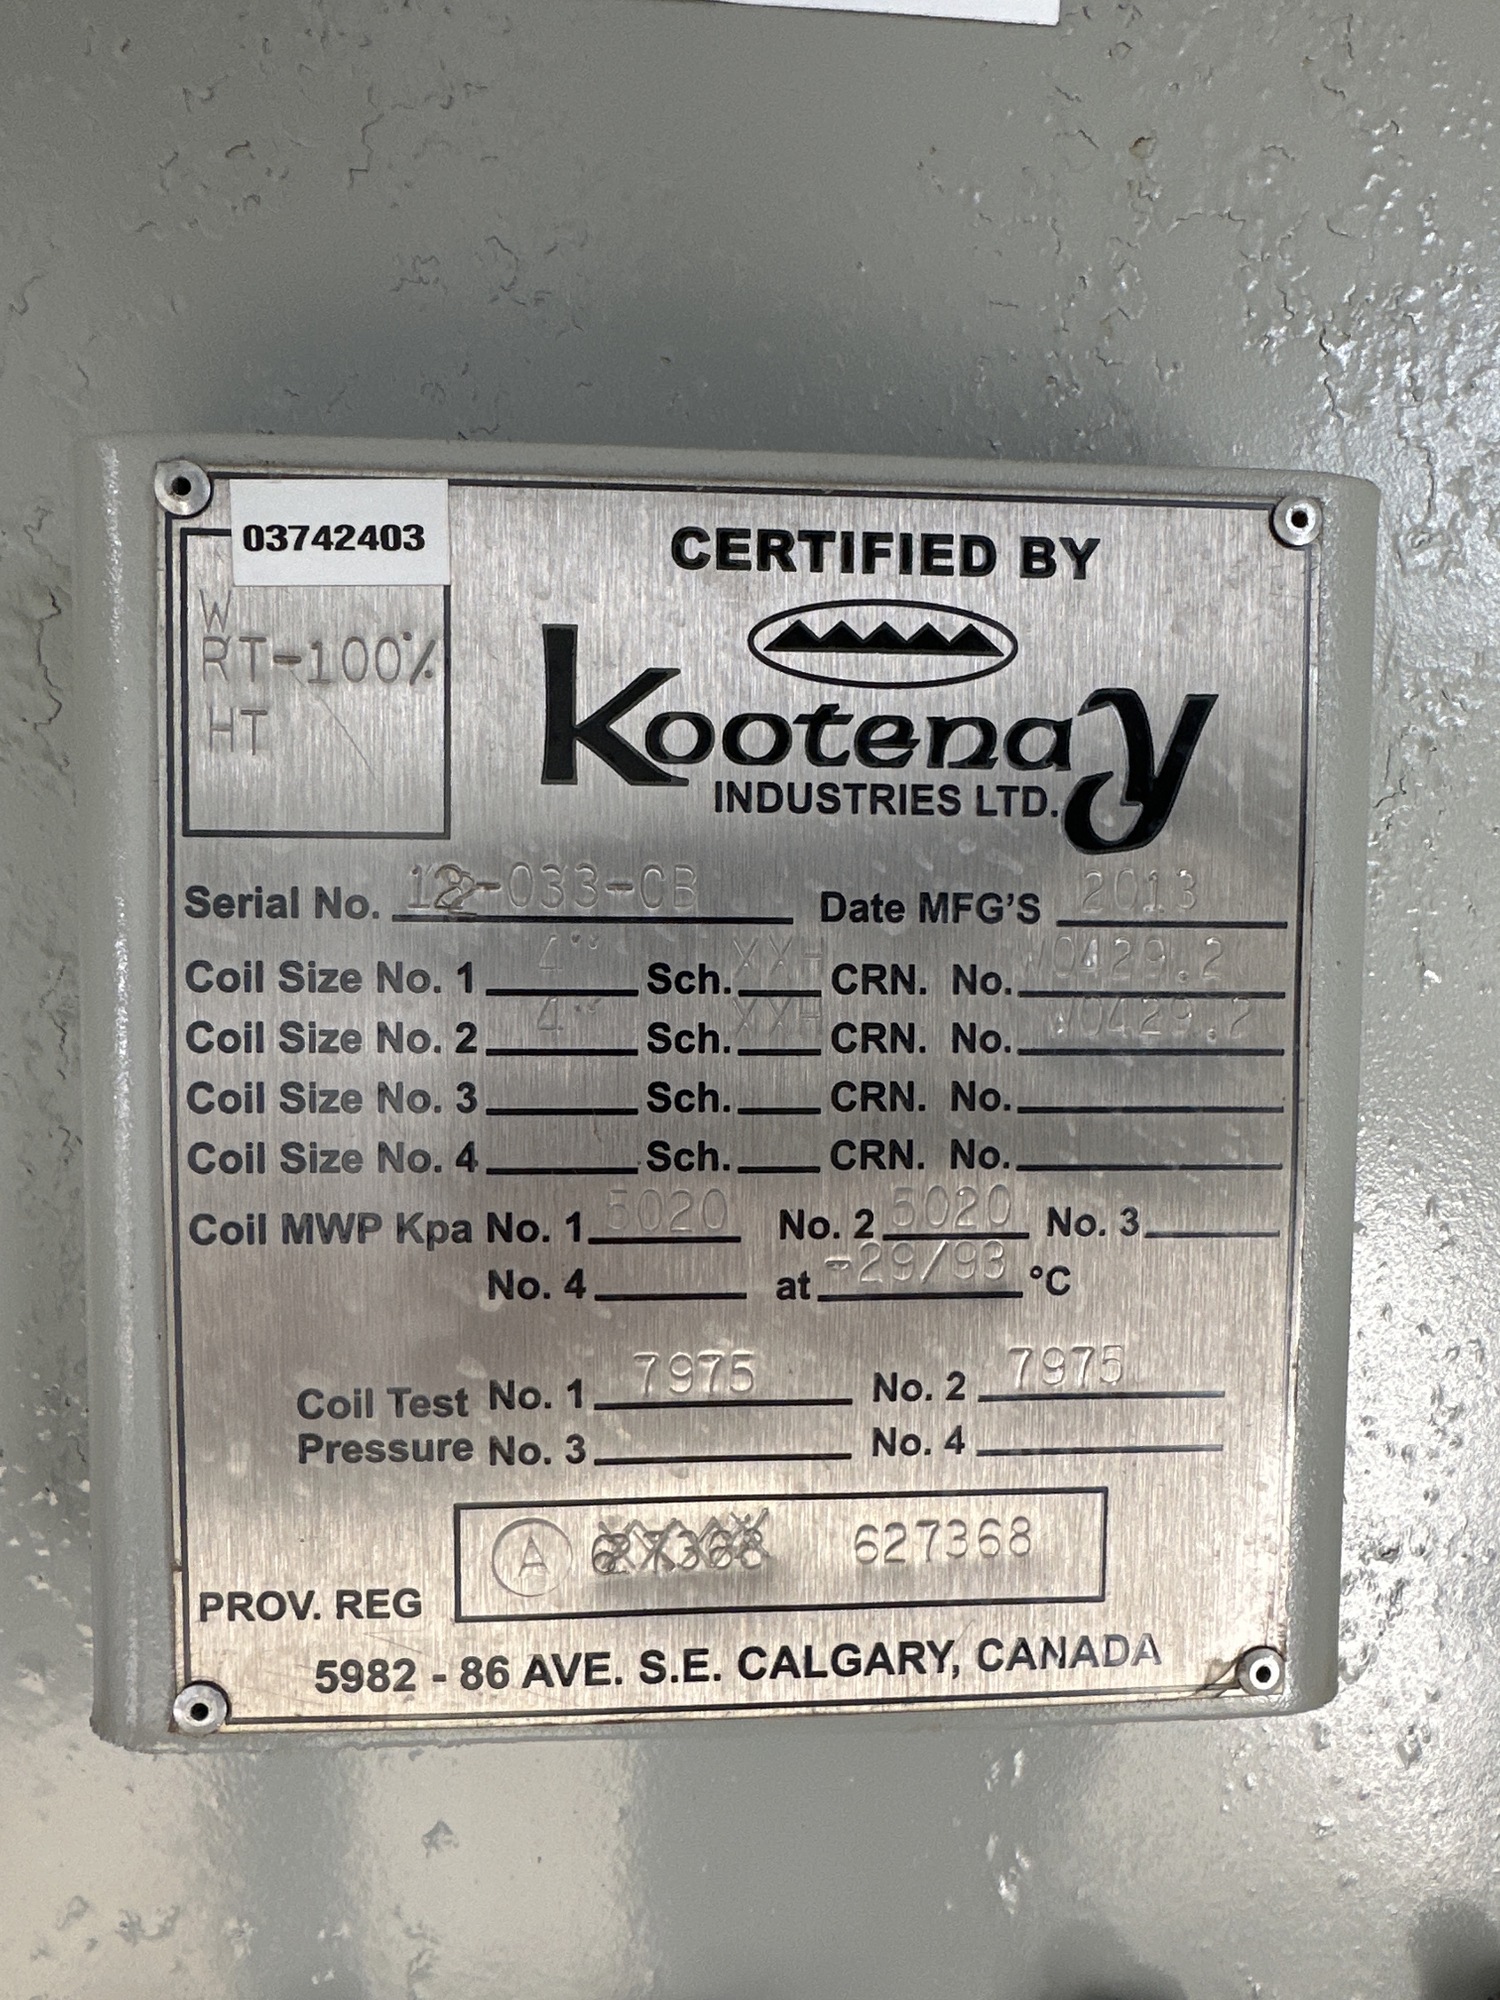 03742403
W
RT-100%
HT
CERTIFIED BY
Kootenay
INDUSTRIES LTD.
Serial No. 12-033-CB Date MFG'S 2013
Coil Size No. 1 4" Sch. XXH CRN. No. W0429.2
Coil Size No. 2 4" Sch. XXH CRN. No. W0429.2
Coil Size No. 3 Sch. CRN. No.
Coil Size No. 4 Sch. CRN. No.
Coil MWP Kpa No. 1 5020 No. 2 5020 No. 3
No. 4 at -29/93 °C
Coil Test No. 1 7975 No. 2 7975
Pressure No. 3 No. 4
PROV. REG A 627368
5982 - 86 AVE. S.E. CALGARY, CANADA